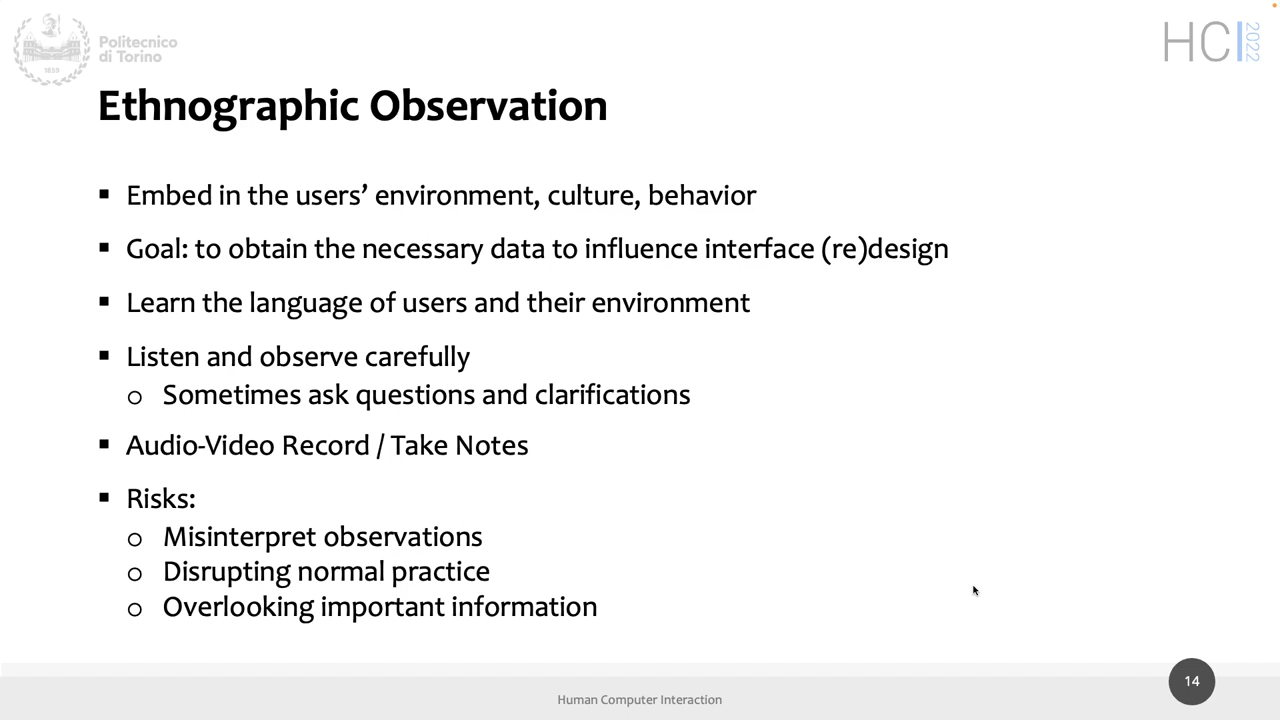 Politecnico
di Torino
1859
HCI 2022
Ethnographic Observation
▪ Embed in the users’ environment, culture, behavior
▪ Goal: to obtain the necessary data to influence interface (re)design
▪ Learn the language of users and their environment
▪ Listen and observe carefully
o Sometimes ask questions and clarifications
▪ Audio-Video Record / Take Notes
▪ Risks:
o Misinterpret observations
o Disrupting normal practice
o Overlooking important information
Human Computer Interaction
14